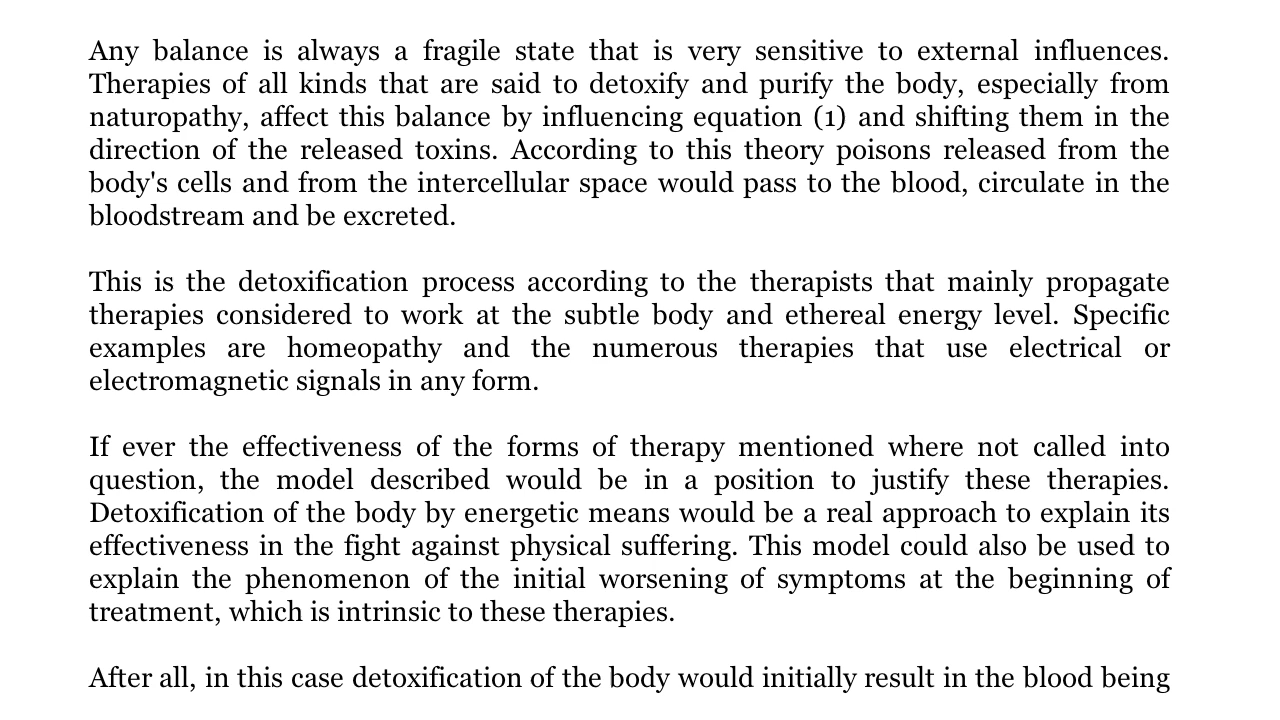 Any balance is always a fragile state that is very sensitive to external influences.
Therapies of all kinds that are said to detoxify and purify the body, especially from
naturopathy, affect this balance by influencing equation (1) and shifting them in the
direction of the released toxins. According to this theory poisons released from the
body's cells and from the intercellular space would pass to the blood, circulate in the
bloodstream and be excreted.
This is the detoxification process according to the therapists that mainly propagate
therapies considered to work at the subtle body and ethereal energy level. Specific
examples are homeopathy and the numerous therapies that use electrical or
electromagnetic signals in any form.
If ever the effectiveness of the forms of therapy mentioned where not called into
question, the model described would be in a position to justify these therapies.
Detoxification of the body by energetic means would be a real approach to explain its
effectiveness in the fight against physical suffering. This model could also be used to
explain the phenomenon of the initial worsening of symptoms at the beginning of
treatment, which is intrinsic to these therapies.
After all, in this case detoxification of the body would initially result in the blood being